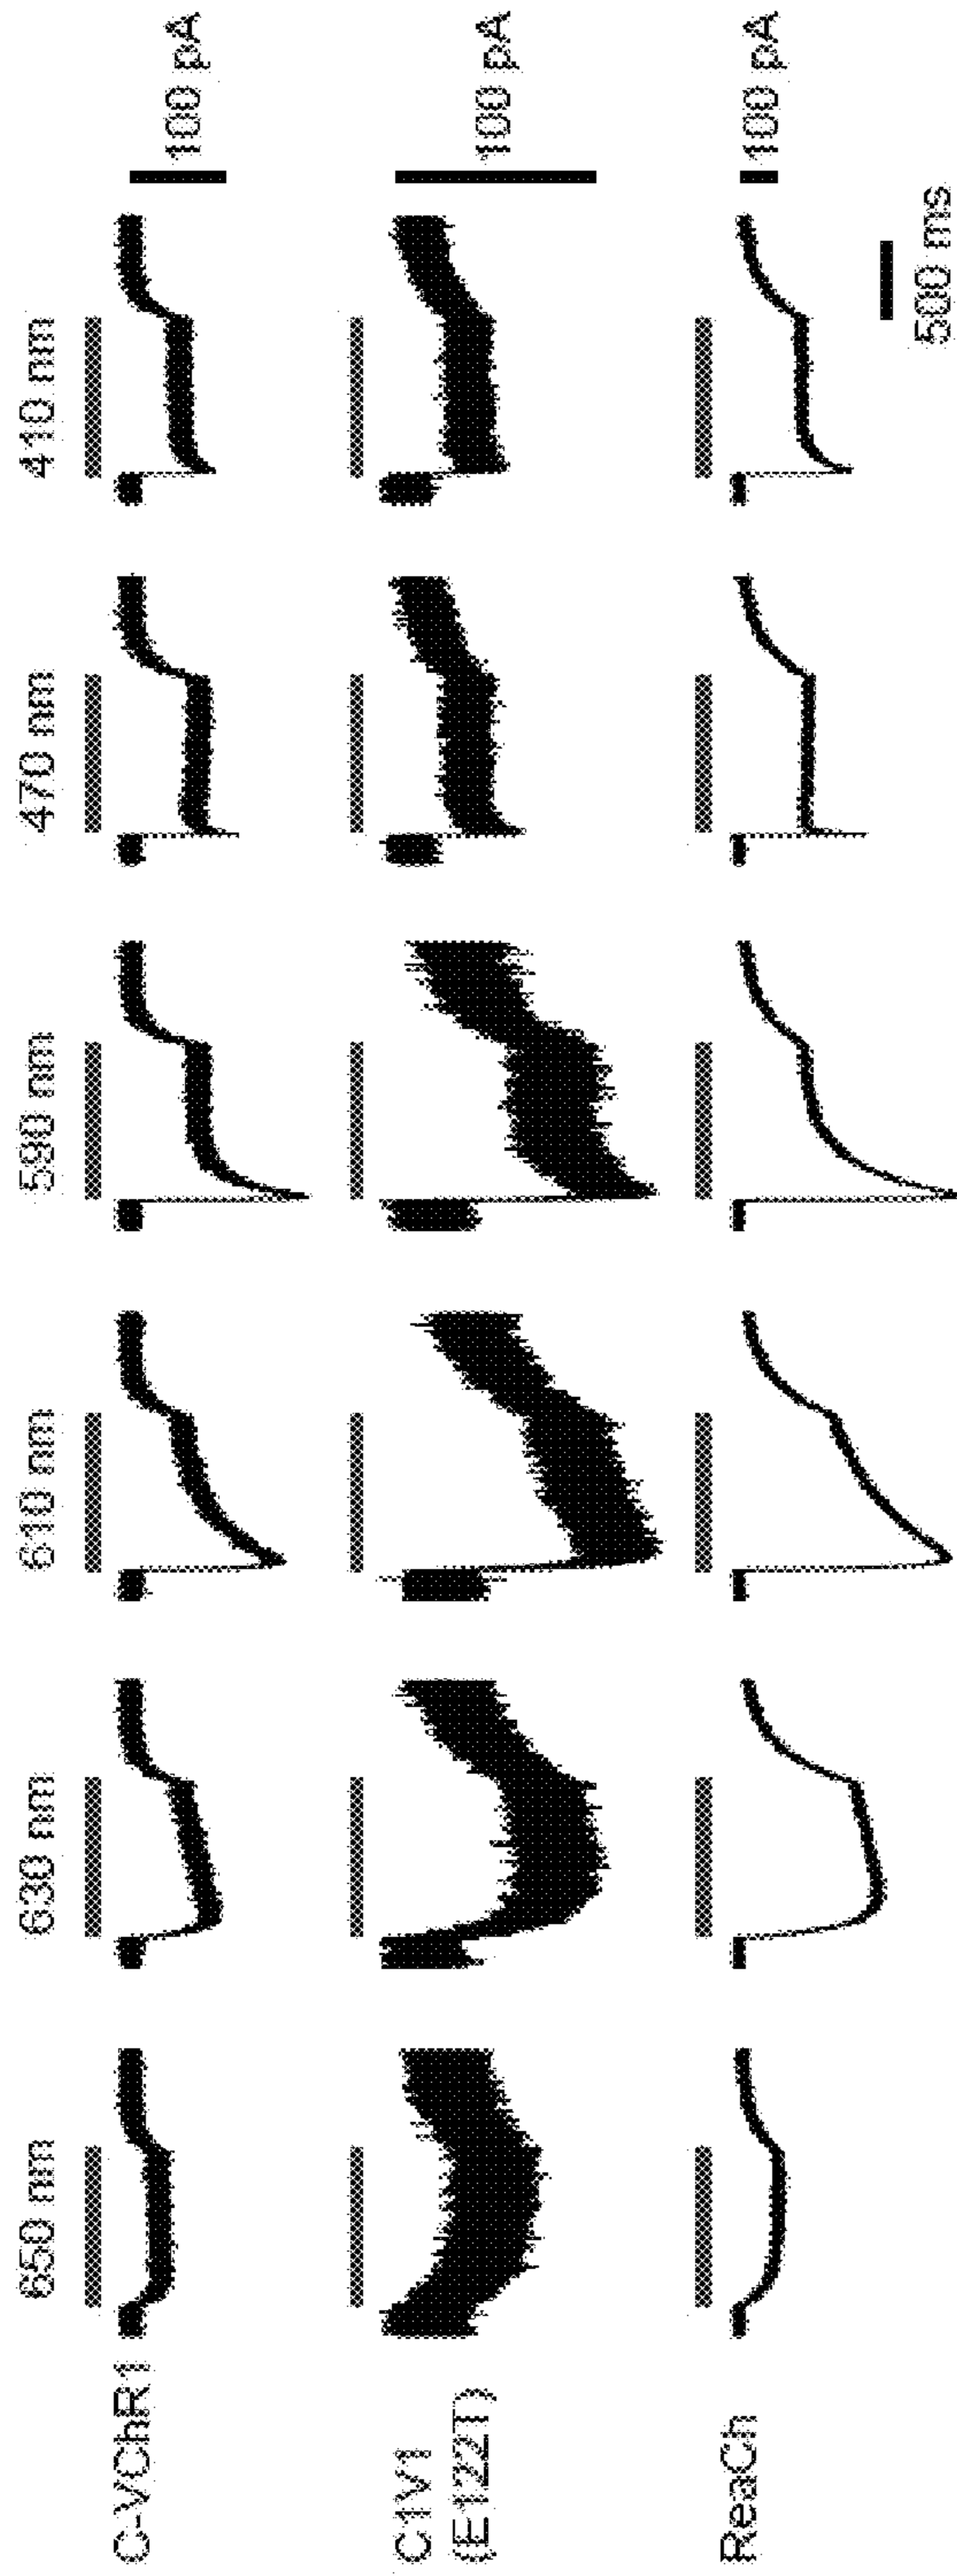 650 nm
630 nm
610 nm
590 nm
470 nm
410 nm
C-VChR1
100 pA
C1V1
(E122T)
100 pA
ReaCh
100 pA
500 ms